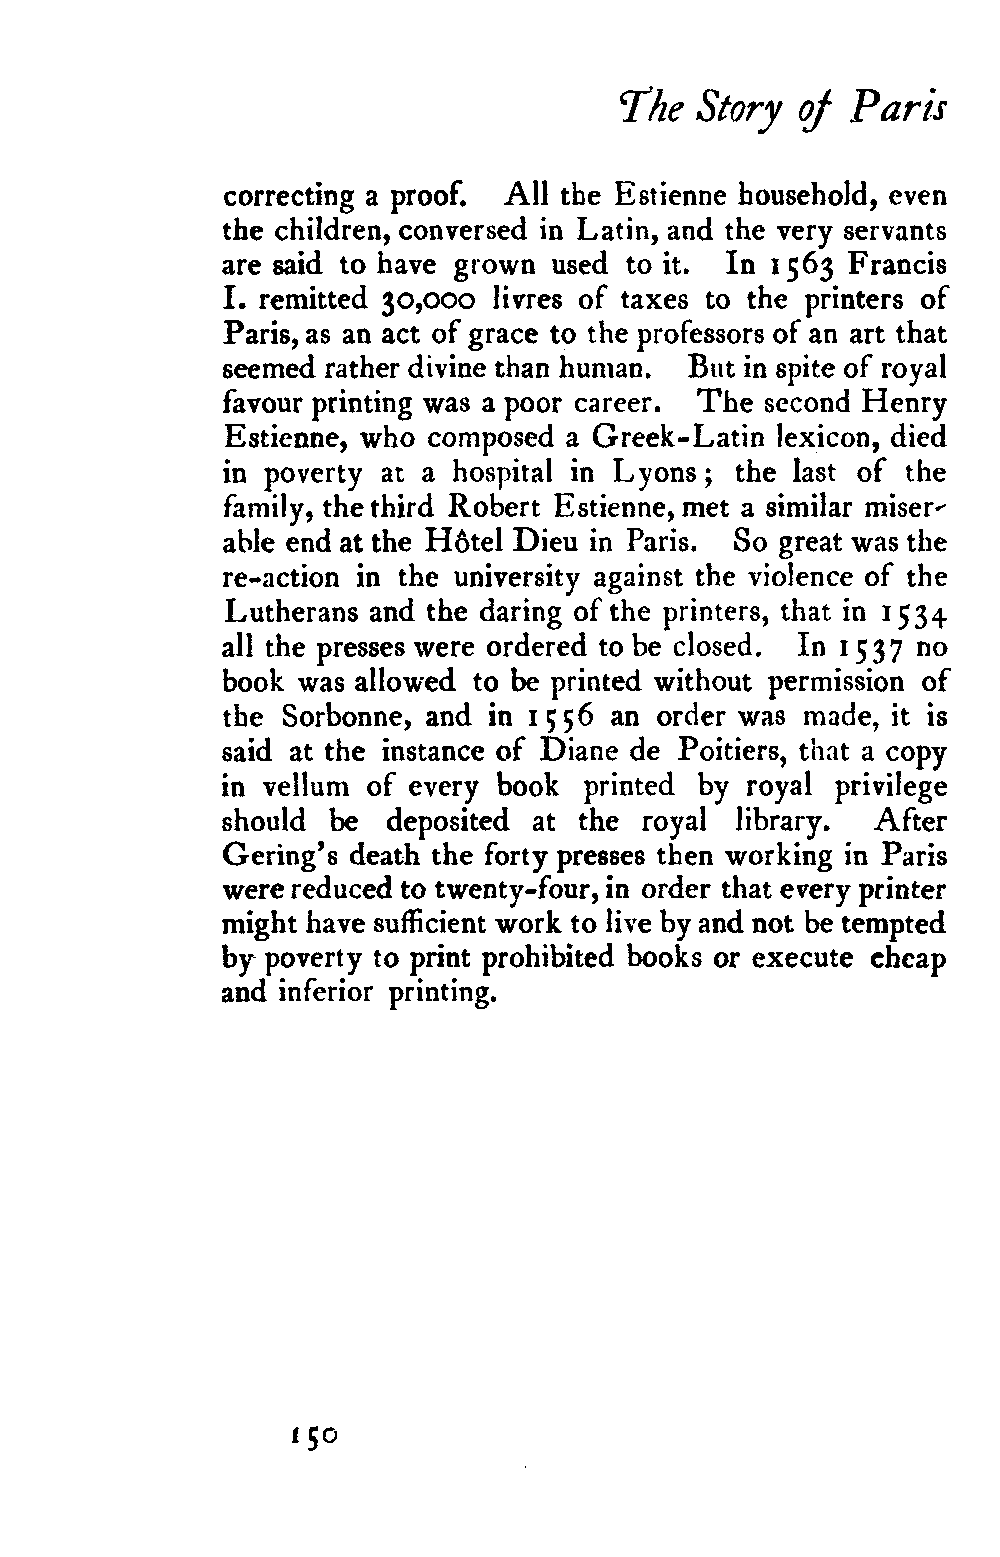 The Story of Paris
correcting a proof. All the Estienne household, even
the children, conversed in Latin, and the very servants
are said to have grown used to it. In 1563 Francis
I. remitted 30,000 livres of taxes to the printers of
Paris, as an act of grace to the professors of an art that
seemed rather divine than human. But in spite of royal
favour printing was a poor career. The second Henry
Estienne, who composed a Greek-Latin lexicon, died
in poverty at a hospital in Lyons; the last of the
family, the third Robert Estienne, met a similar miser-
able end at the Hôtel Dieu in Paris. So great was the
re-action in the university against the violence of the
Lutherans and the daring of the printers, that in 1534
all the presses were ordered to be closed. In 1537 no
book was allowed to be printed without permission of
the Sorbonne, and in 1556 an order was made, it is
said at the instance of Diane de Poitiers, that a copy
in vellum of every book printed by royal privilege
should be deposited at the royal library. After
Gering's death the forty presses then working in Paris
were reduced to twenty-four, in order that every printer
might have sufficient work to live by and not be tempted
by poverty to print prohibited books or execute cheap
and inferior printing.
150